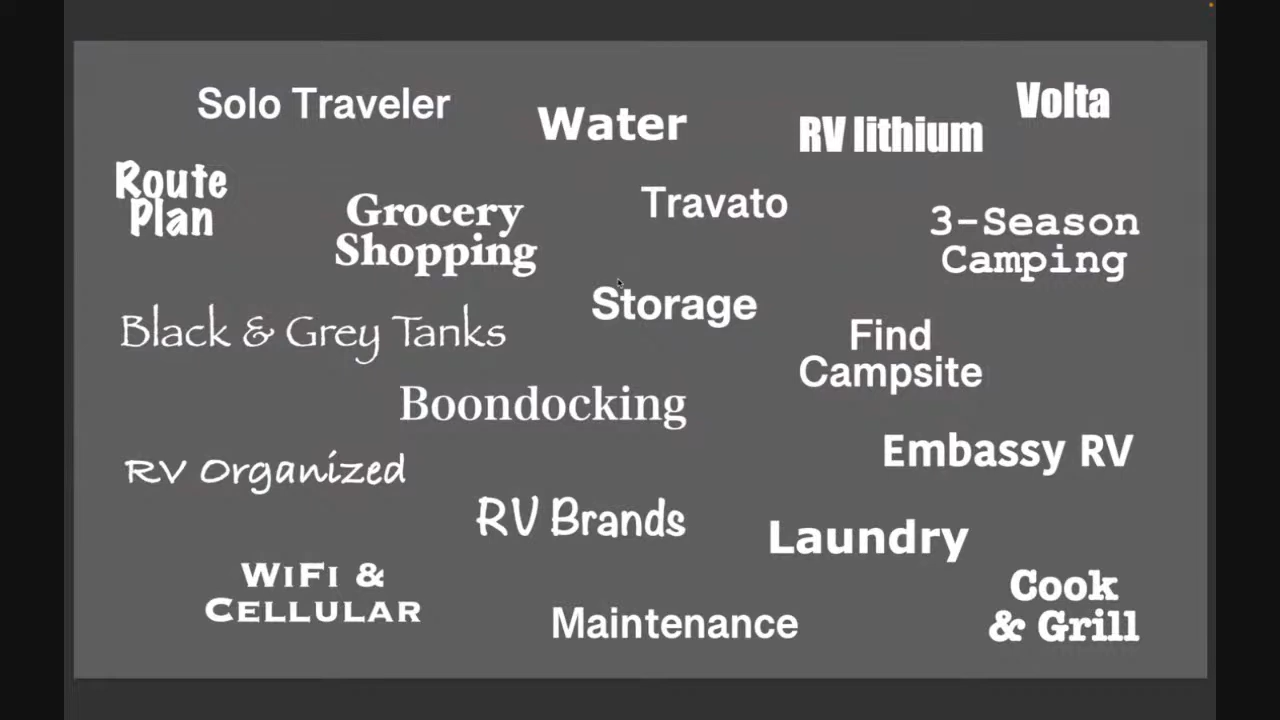 Solo Traveler
Water
RV lithium
Volta
Route
Plan
Grocery
Shopping
Travato
3-Season
Camping
Storage
Black & Grey Tanks
Find
Campsite
Boondocking
Embassy RV
RV Organized
RV Brands
Laundry
WiFi &
Cellular
Maintenance
Cook
& Grill